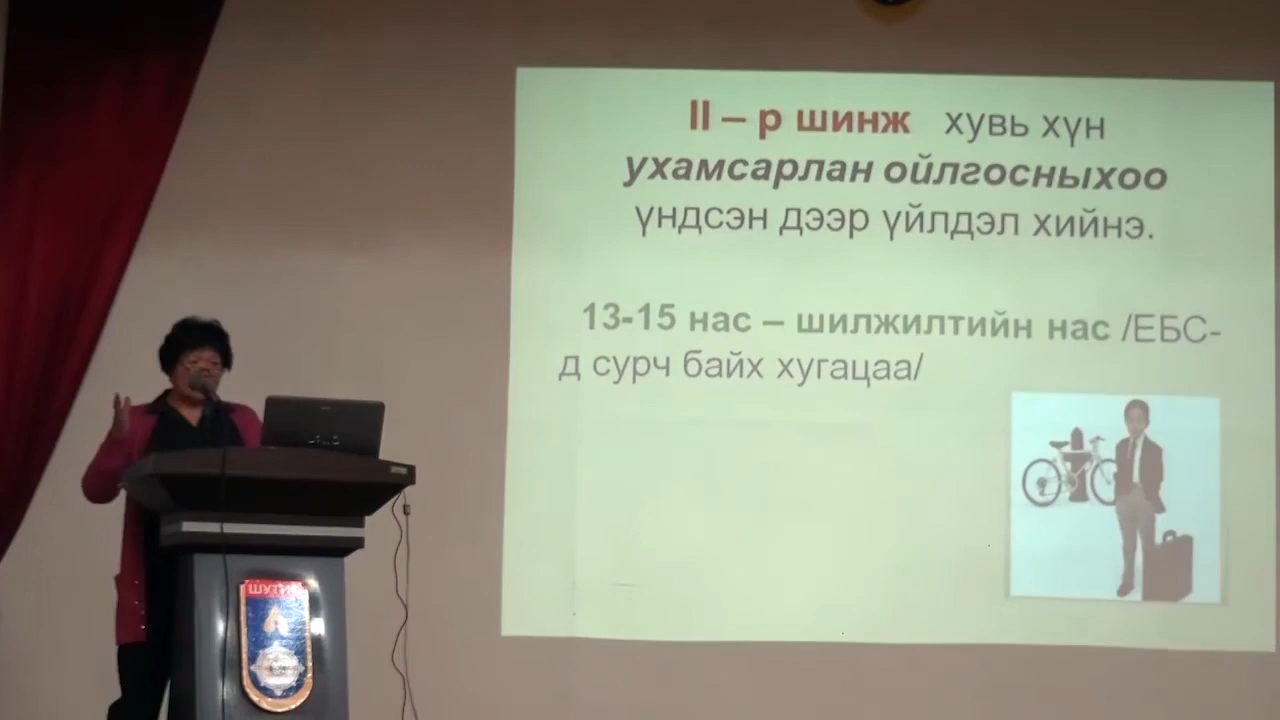 II – р шинж хувь хүн
ухамсарлан ойлгосныхоо
үндсэн дээр үйлдэл хийнэ.
13-15 нас – шилжилтийн нас /ЕБС-
д сурч байх хугацаа/
ШУТИС